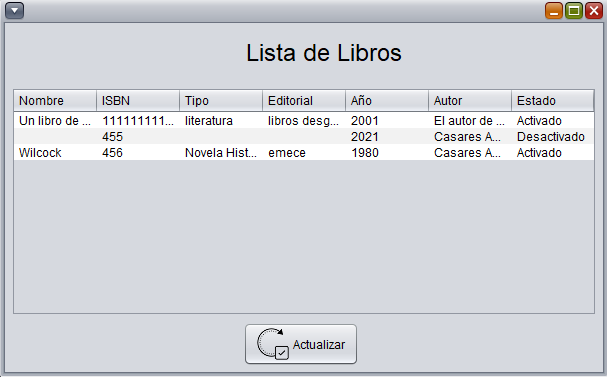 Lista de Libros
Nombre ISBN Tipo Editorial Año Autor Estado
Un libro de ... 111111111... literatura libros desg... 2001 El autor de ... Activado
455 2021 Casares A... Desactivado
Wilcock 456 Novela Hist... emece 1980 Casares A... Activado
Actualizar